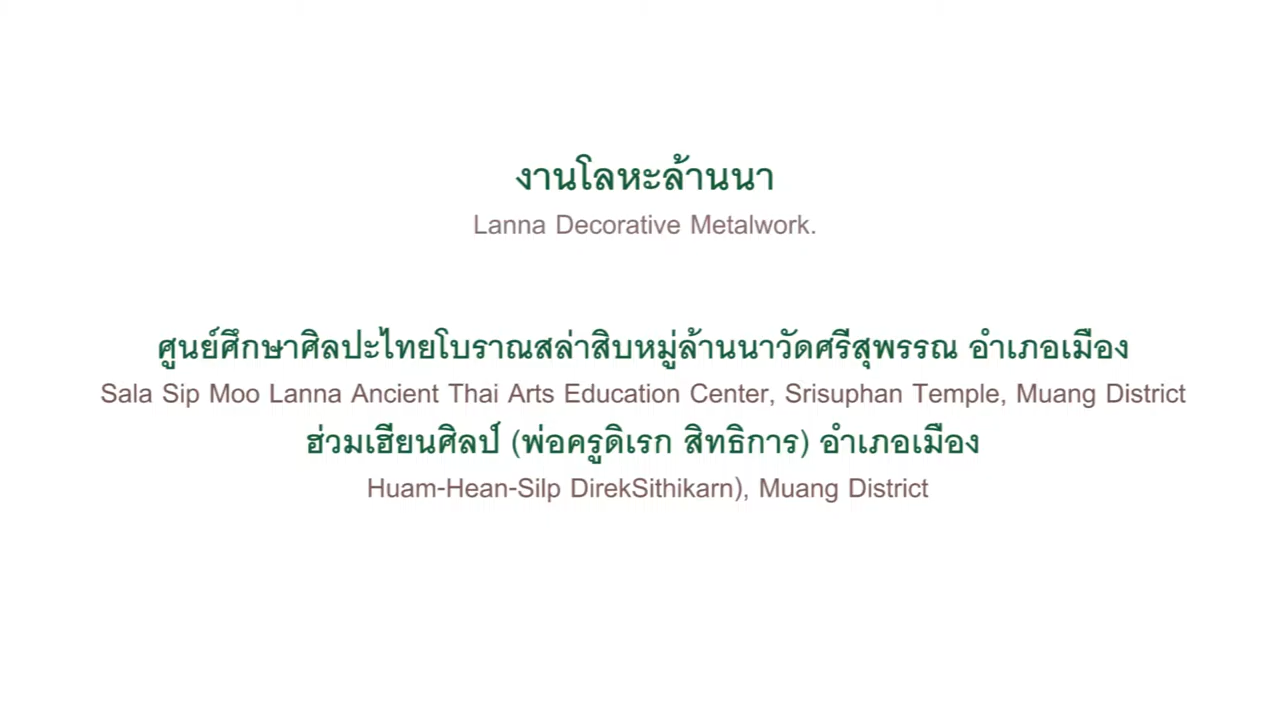 งานโลหะล้านนา
Lanna Decorative Metalwork.
ศูนย์ศึกษาศิลปะไทยโบราณสล่าสิบหมู่ล้านนาวัดศรีสุพรรณ อำเภอเมือง
Sala Sip Moo Lanna Ancient Thai Arts Education Center, Srisuphan Temple, Muang District
ฮ่วมเฮียนศิลป์ (พ่อครูดิเรก สิทธิการ) อำเภอเมือง
Huam-Hean-Silp DirekSithikarn), Muang District